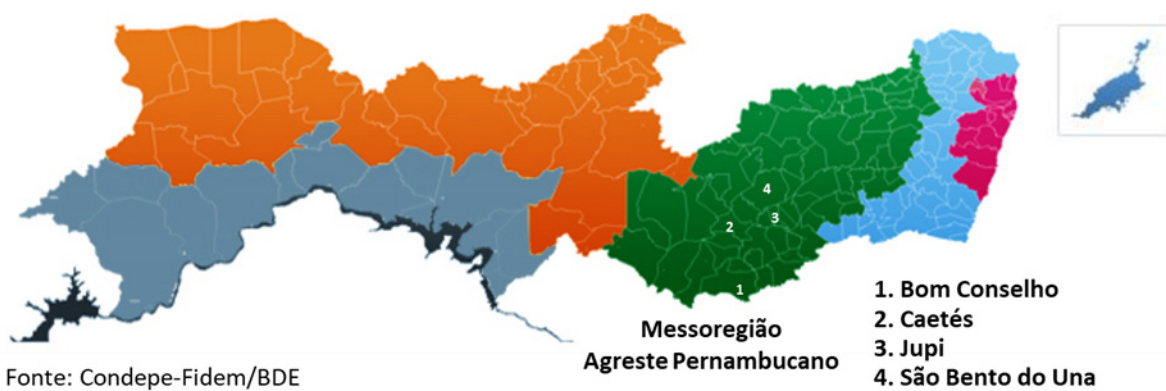 4
3
2
1
Messoregião
Agreste Pernambucano
1. Bom Conselho
2. Caetés
3. Jupi
4. São Bento do Una
Fonte: Condepe-Fidem/BDE